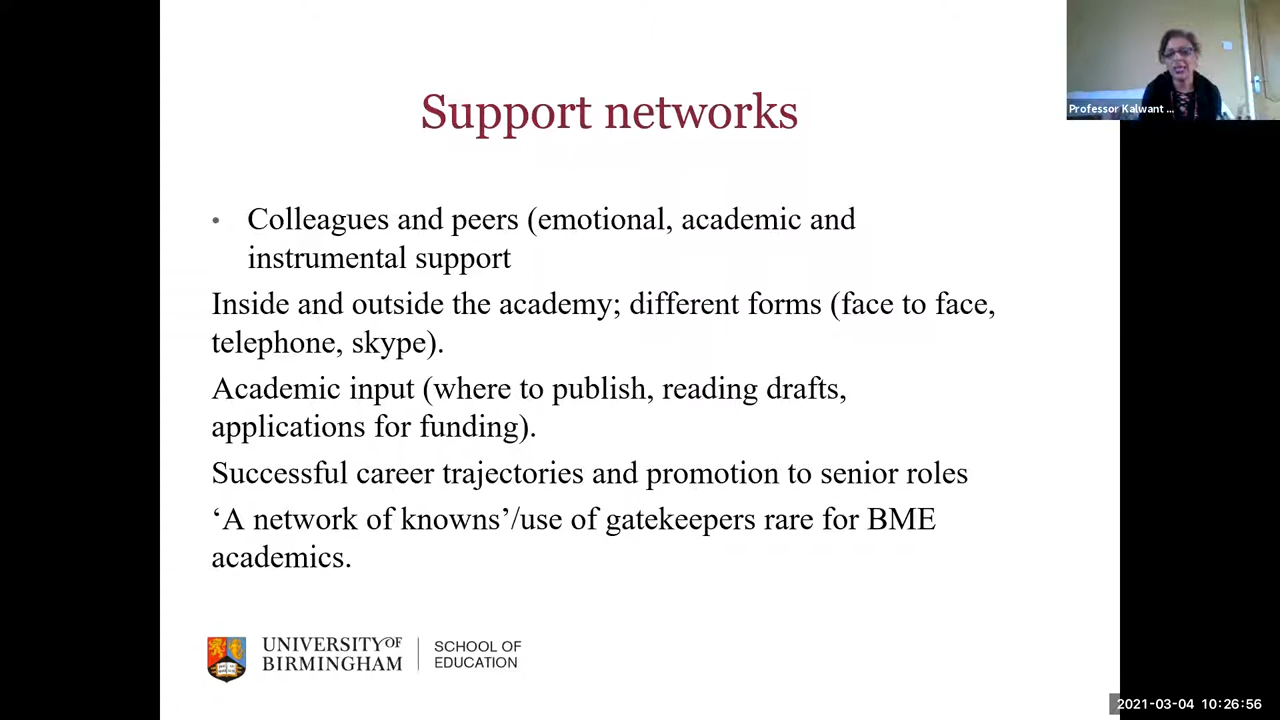 Support networks
Professor Kalwant ...
• Colleagues and peers (emotional, academic and
instrumental support
Inside and outside the academy; different forms (face to face,
telephone, skype).
Academic input (where to publish, reading drafts,
applications for funding).
Successful career trajectories and promotion to senior roles
‘A network of knowns’/use of gatekeepers rare for BME
academics.
UNIVERSITY OF
BIRMINGHAM
SCHOOL OF
EDUCATION
2021-03-04 10:26:56